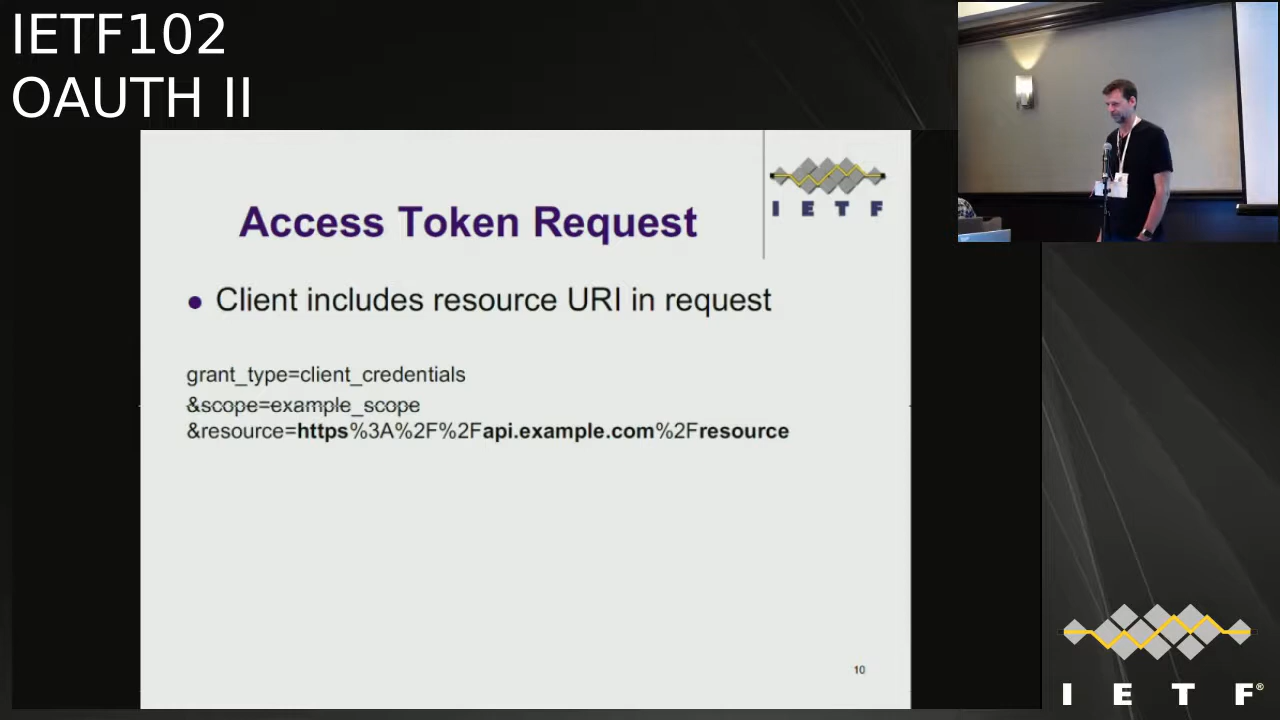 IETF102
OAUTH II
I E T F
Access Token Request
● Client includes resource URI in request
grant_type=client_credentials
&scope=example_scope
&resource=https%3A%2F%2Fapi.example.com%2Fresource
10
I E T F®